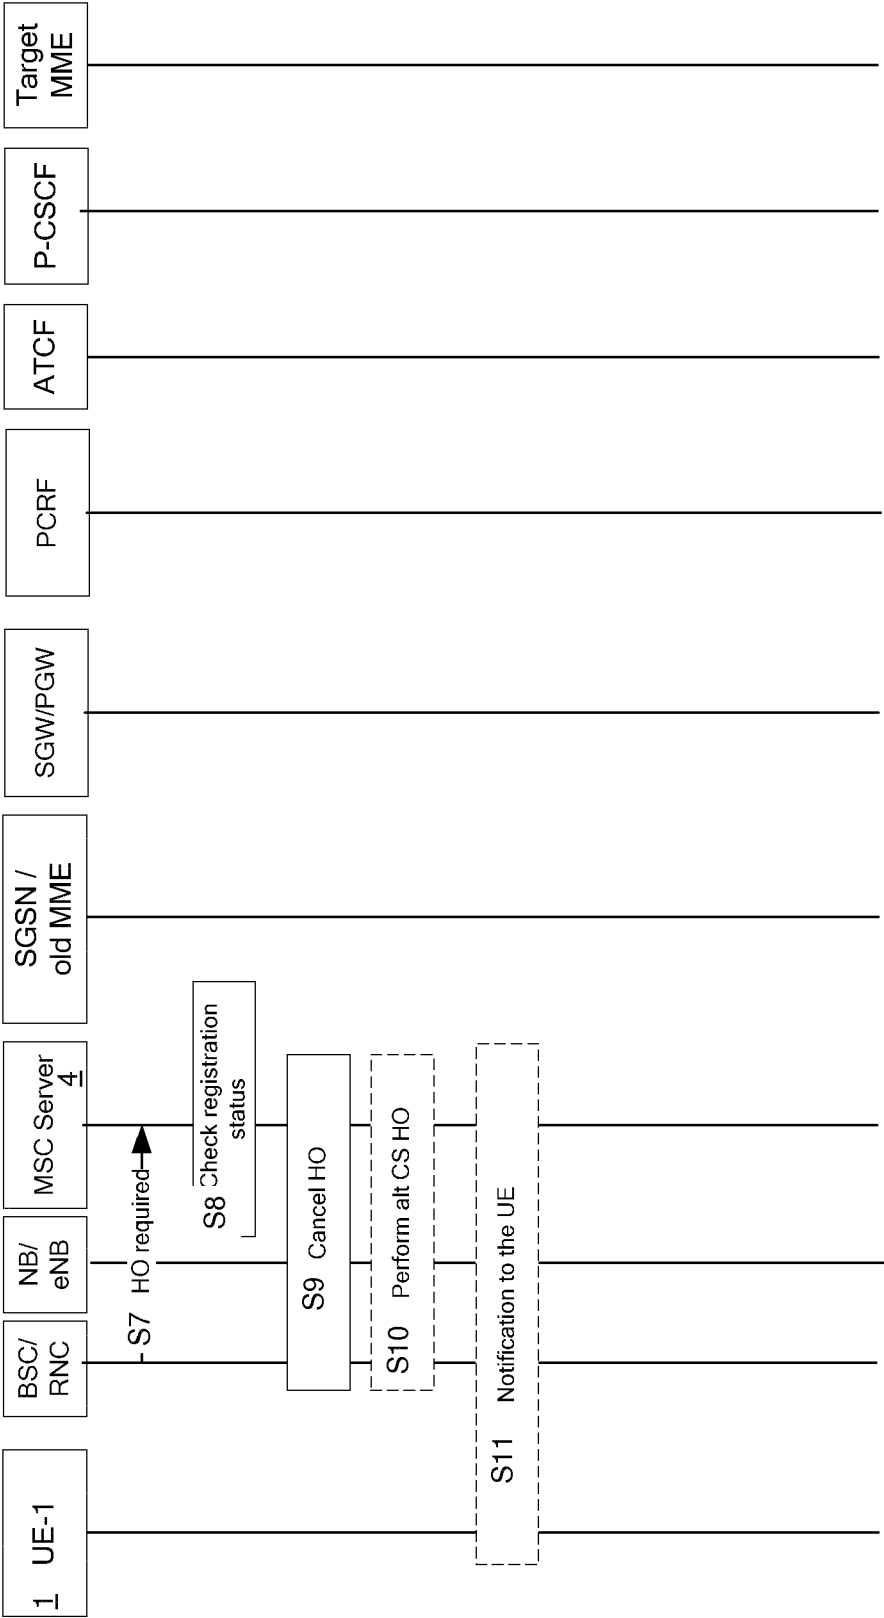 1 UE-1
BSC/
RNC
NB/
eNB
MSC Server
4
SGSN /
old MME
SGW/PGW
PCRF
ATCF
P-CSCF
Target
MME
S7 HO required
S8 Check registration
status
S9 Cancel HO
S10 Perform alt CS HO
S11 Notification to the UE